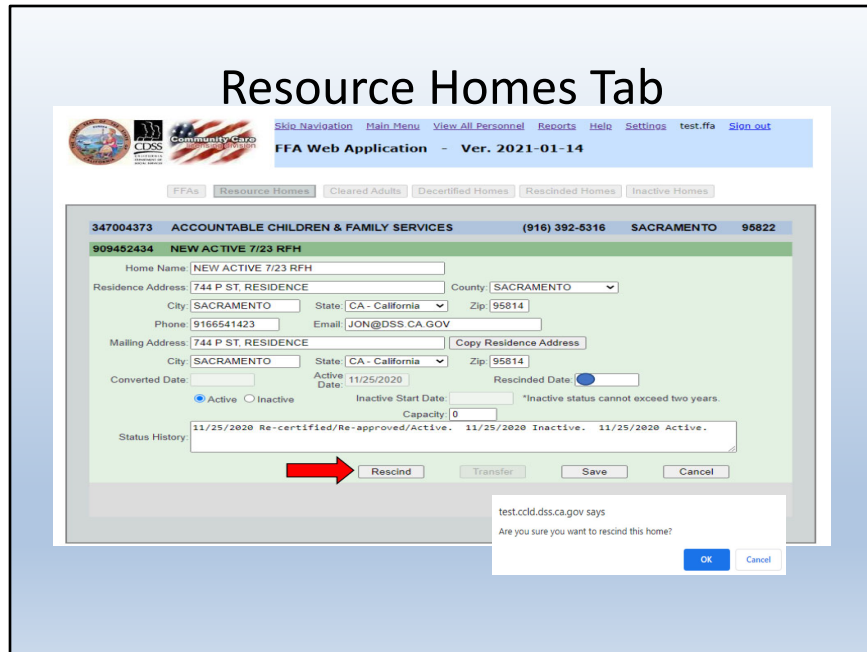 Resource Homes Tab
CDSS
Community Care
Licensing Division
Skip Navigation Main Menu View All Personnel Reports Help Settings test.ffa Sign out
FFA Web Application - Ver. 2021-01-14
FFAs Resource Homes Cleared Adults Decertified Homes Rescinded Homes Inactive Homes
347004373 ACCOUNTABLE CHILDREN & FAMILY SERVICES (916) 392-5316 SACRAMENTO 95822
909452434 NEW ACTIVE 7/23 RFH
Home Name: NEW ACTIVE 7/23 RFH
Residence Address: 744 P ST, RESIDENCE County: SACRAMENTO
City: SACRAMENTO State: CA - California Zip: 95814
Phone: 9166541423 Email: JON@DSS.CA.GOV
Mailing Address: 744 P ST, RESIDENCE Copy Residence Address
City: SACRAMENTO State: CA - California Zip: 95814
Converted Date: Active Date: 11/25/2020 Rescinded Date:
Active Inactive Inactive Start Date: *Inactive status cannot exceed two years.
Capacity: 0
Status History: 11/25/2020 Re-certified/Re-approved/Active. 11/25/2020 Inactive. 11/25/2020 Active.
Rescind Transfer Save Cancel
test.ccld.dss.ca.gov says
Are you sure you want to rescind this home?
OK Cancel